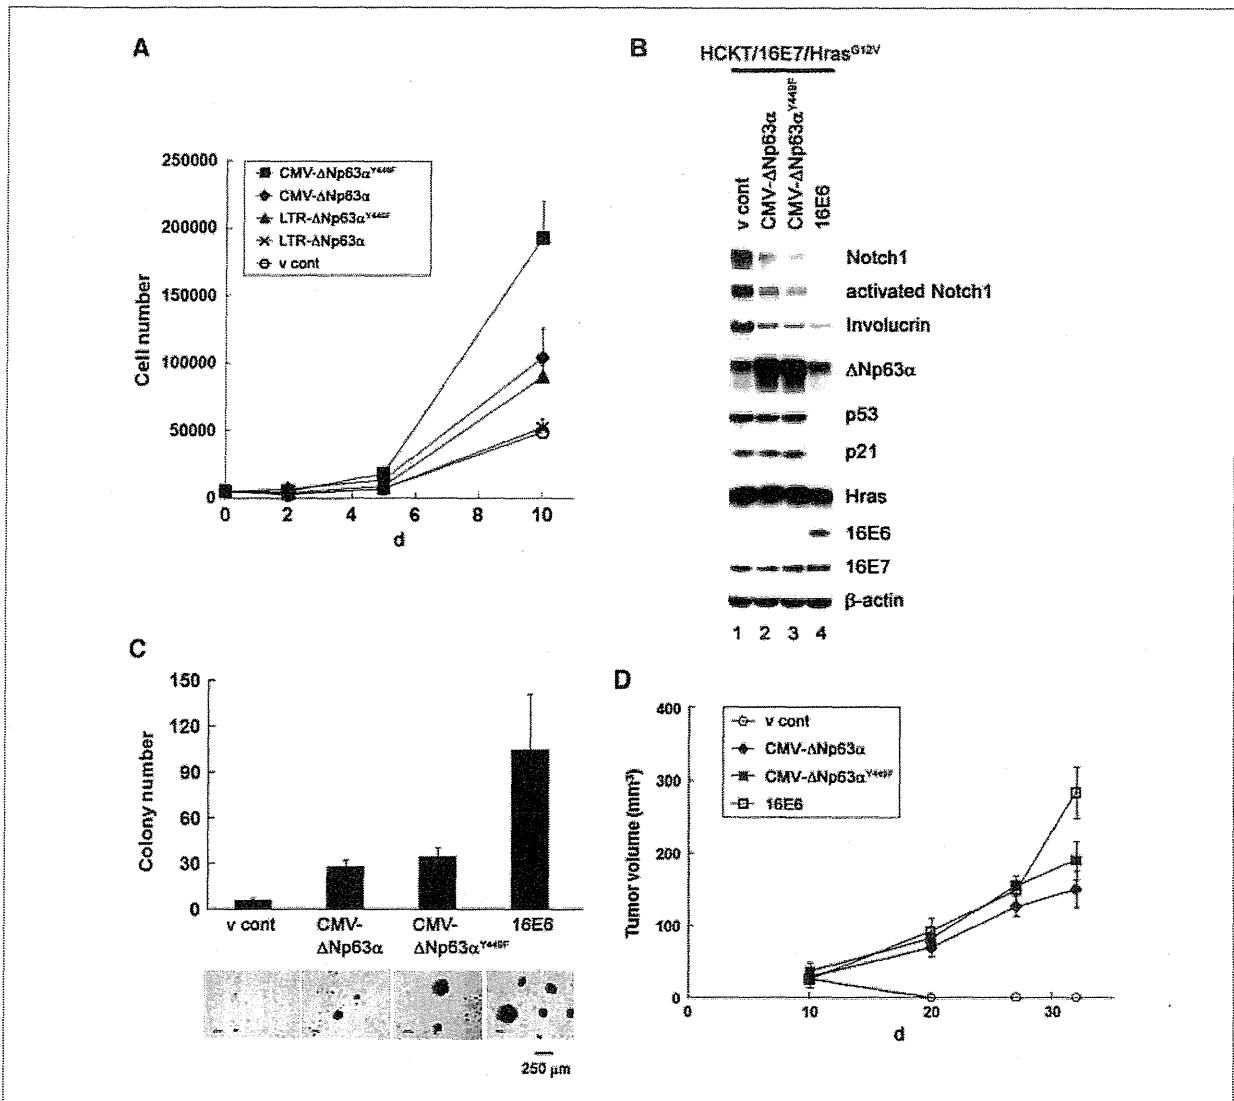 A
250000
200000
150000
100000
50000
0
Cell number
CMV-ΔNp63αY449F
CMV-ΔNp63α
LTR-ΔNp63αY449F
LTR-ΔNp63α
v cont
0 2 4 6 8 10
d
B
HCKT/16E7/HrasG12V
v cont
CMV-ΔNp63α
CMV-ΔNp63αY449F
16E6
Notch1
activated Notch1
Involucrin
ΔNp63α
p53
p21
Hras
16E6
16E7
β-actin
1 2 3 4
C
150
120
90
60
30
0
Colony number
v cont
CMV-
ΔNp63α
CMV-
ΔNp63αY449F
16E6
250 μm
D
400
300
200
100
0
Tumor volume (mm³)
v cont
CMV-ΔNp63α
CMV-ΔNp63αY449F
16E6
10 20 30
d